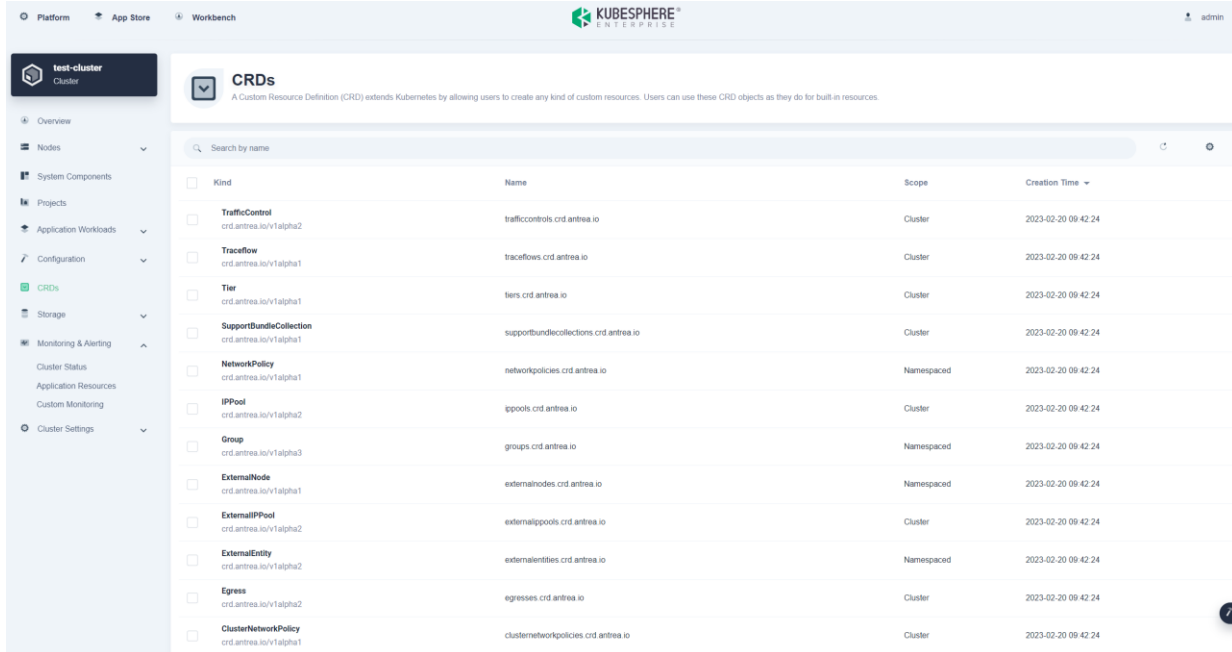 Platform
App Store
Workbench
KUBESPHERE®
ENTERPRISE
admin
test-cluster
Cluster
Overview
Nodes
System Components
Projects
Application Workloads
Configuration
CRDs
Storage
Monitoring & Alerting
Cluster Status
Application Resources
Custom Monitoring
Cluster Settings
CRDs
A Custom Resource Definition (CRD) extends Kubernetes by allowing users to create any kind of custom resources. Users can use these CRD objects as they do for built-in resources.
Search by name
Kind Name Scope Creation Time
TrafficControl
crd.antrea.io/v1alpha2 trafficcontrols.crd.antrea.io Cluster 2023-02-20 09:42:24
Traceflow
crd.antrea.io/v1alpha1 traceflows.crd.antrea.io Cluster 2023-02-20 09:42:24
Tier
crd.antrea.io/v1alpha1 tiers.crd.antrea.io Cluster 2023-02-20 09:42:24
SupportBundleCollection
crd.antrea.io/v1alpha1 supportbundlecollections.crd.antrea.io Cluster 2023-02-20 09:42:24
NetworkPolicy
crd.antrea.io/v1alpha1 networkpolicies.crd.antrea.io Namespaced 2023-02-20 09:42:24
IPPool
crd.antrea.io/v1alpha2 ippools.crd.antrea.io Cluster 2023-02-20 09:42:24
Group
crd.antrea.io/v1alpha3 groups.crd.antrea.io Namespaced 2023-02-20 09:42:24
ExternalNode
crd.antrea.io/v1alpha1 externalnodes.crd.antrea.io Namespaced 2023-02-20 09:42:24
ExternalIPPool
crd.antrea.io/v1alpha2 externalippools.crd.antrea.io Cluster 2023-02-20 09:42:24
ExternalEntity
crd.antrea.io/v1alpha2 externalentities.crd.antrea.io Namespaced 2023-02-20 09:42:24
Egress
crd.antrea.io/v1alpha2 egresses.crd.antrea.io Cluster 2023-02-20 09:42:24
ClusterNetworkPolicy
crd.antrea.io/v1alpha1 clusternetworkpolicies.crd.antrea.io Cluster 2023-02-20 09:42:24